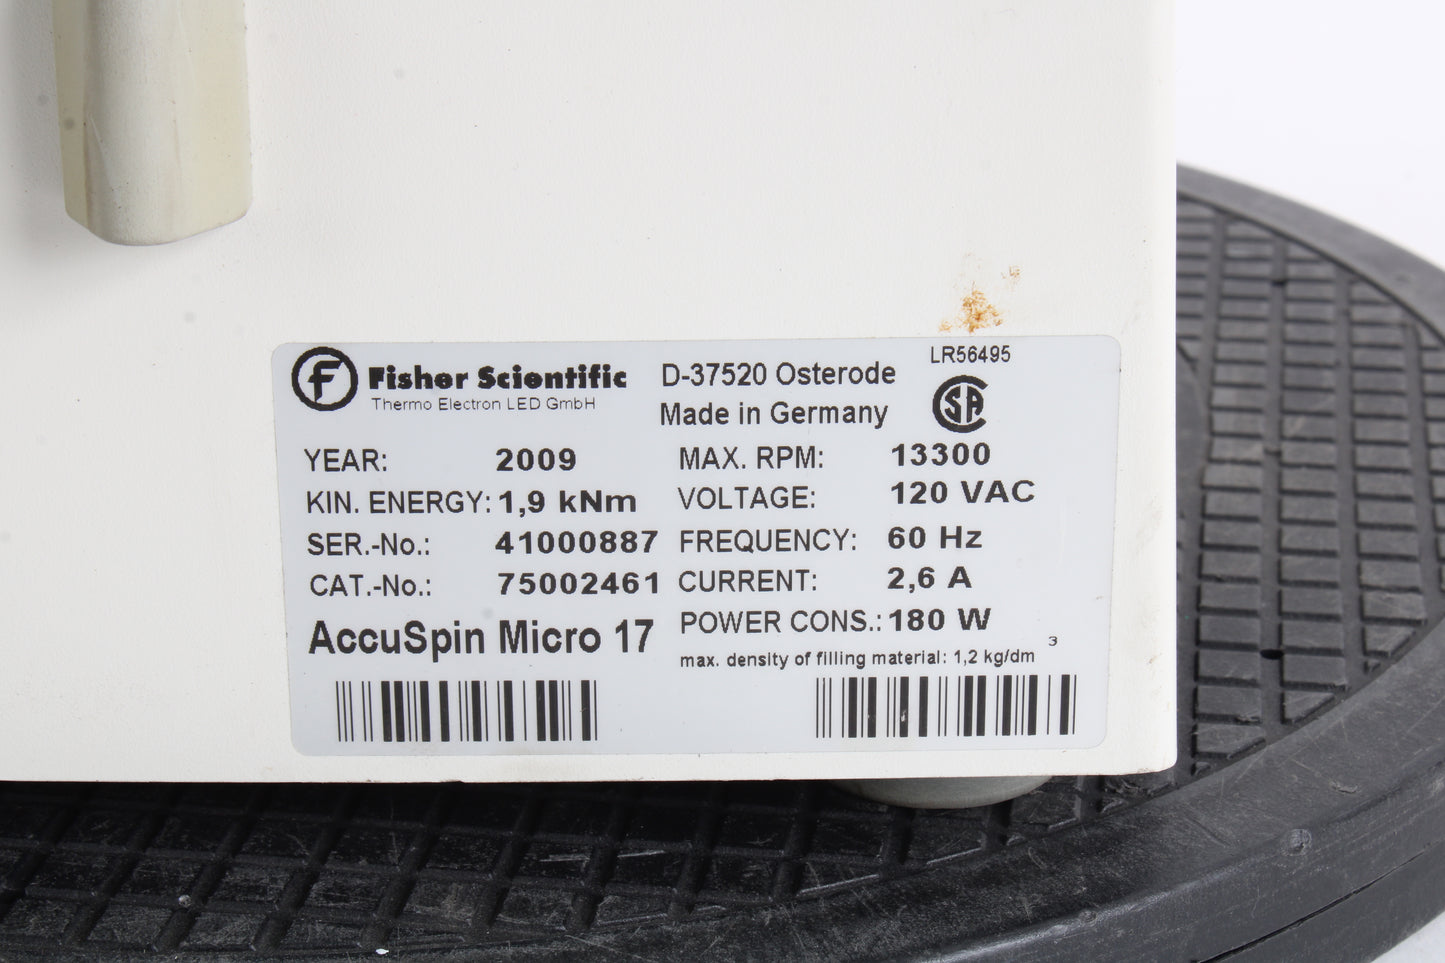 Fisher Scientific
Thermo Electron LED GmbH
D-37520 Osterode
Made in Germany
LR56495
SA
YEAR: 2009
KIN. ENERGY: 1,9 kNm
SER.-No.: 41000887
CAT.-No.: 75002461
AccuSpin Micro 17
MAX. RPM: 13300
VOLTAGE: 120 VAC
FREQUENCY: 60 Hz
CURRENT: 2,6 A
POWER CONS.: 180 W
max. density of filling material: 1,2 kg/dm 3